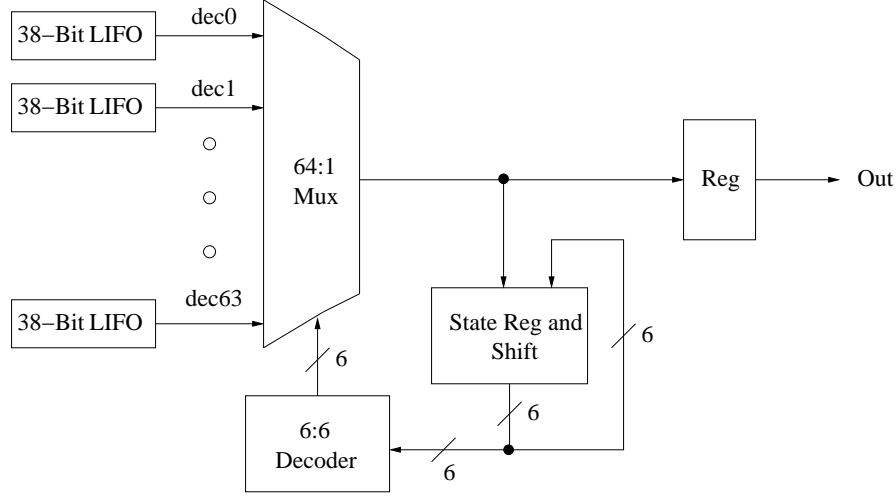 38−Bit LIFO
dec0
38−Bit LIFO
dec1
38−Bit LIFO
dec63
64:1
Mux
Reg
Out
State Reg and
Shift
6
6
6
6
6:6
Decoder